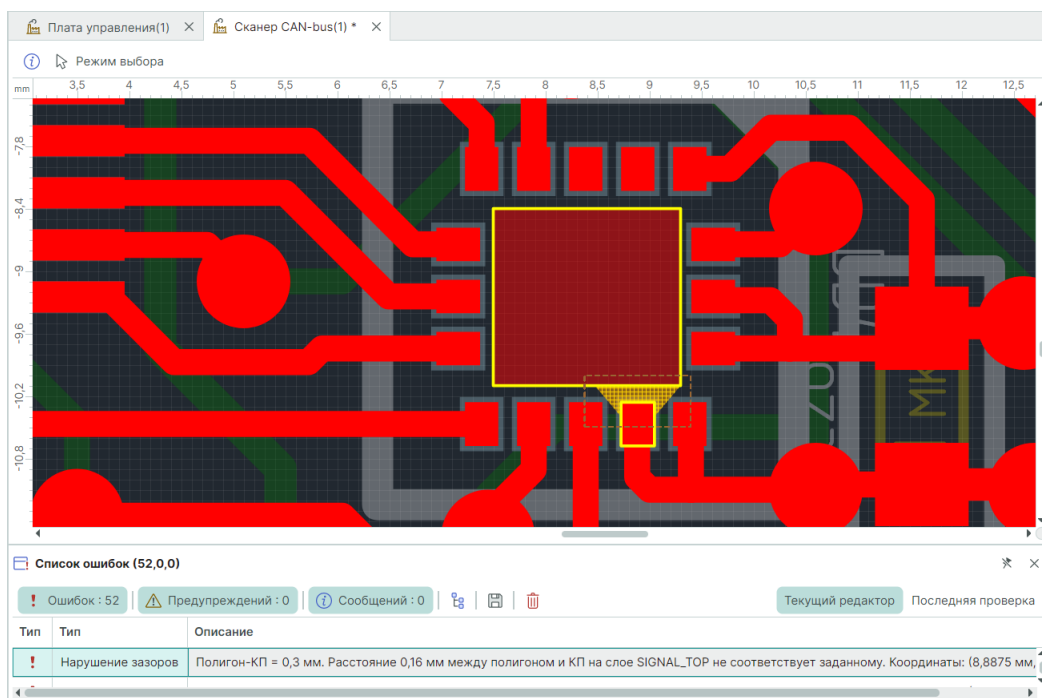 Плата управления(1)
Сканер CAN-bus(1) *
Режим выбора
mm 3,5 4 4,5 5 5,5 6 6,5 7 7,5 8 8,5 9 9,5 10 10,5 11 11,5 12 12,5
-7,8
-8,4
-9
-9,6
-10,2
-10,8
МК
Список ошибок (52,0,0)
Ошибок : 52 Предупреждений : 0 Сообщений : 0 Текущий редактор Последняя проверка
Тип Тип Описание
Нарушение зазоров Полигон-КП = 0,3 мм. Расстояние 0,16 мм между полигоном и КП на слое SIGNAL_TOP не соответствует заданному. Координаты: (8,8875 мм,